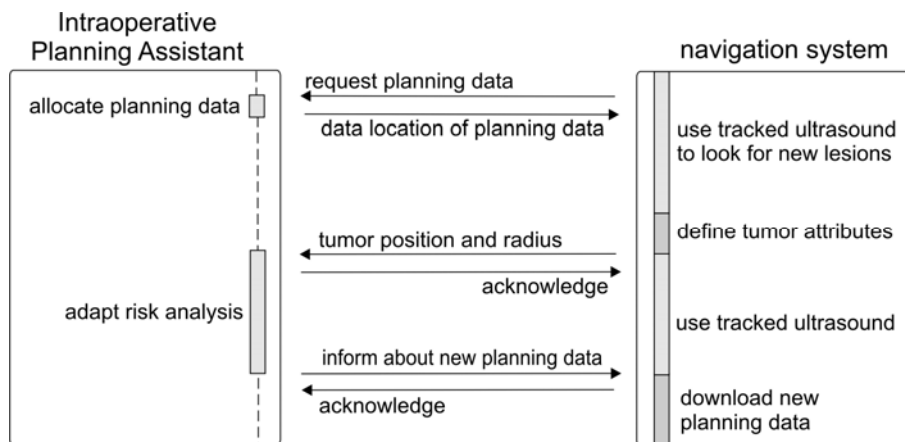 Intraoperative
Planning Assistant
navigation system
request planning data
allocate planning data
data location of planning data
use tracked ultrasound
to look for new lesions
tumor position and radius
define tumor attributes
acknowledge
adapt risk analysis
use tracked ultrasound
inform about new planning data
acknowledge
download new
planning data